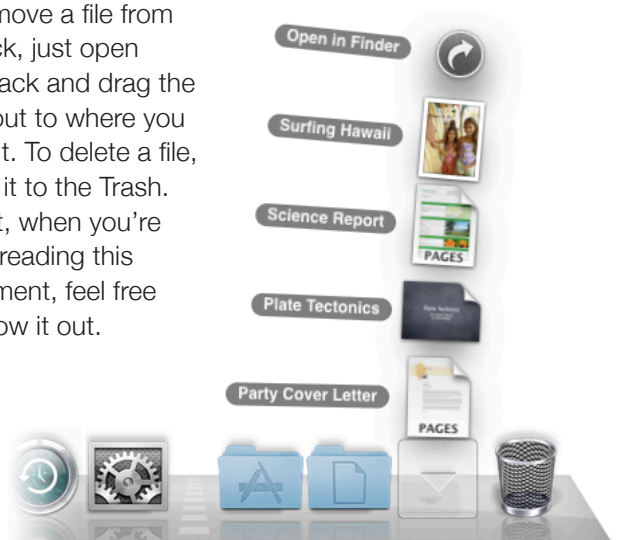 move a file from
ck, just open
ack and drag the
out to where you
t. To delete a file,
it to the Trash.
t, when you're
reading this
ment, feel free
ow it out.
Open in Finder
Surfing Hawaii
Science Report
PAGES
Plate Tectonics
Plate Tectonics
Party Cover Letter
PAGES